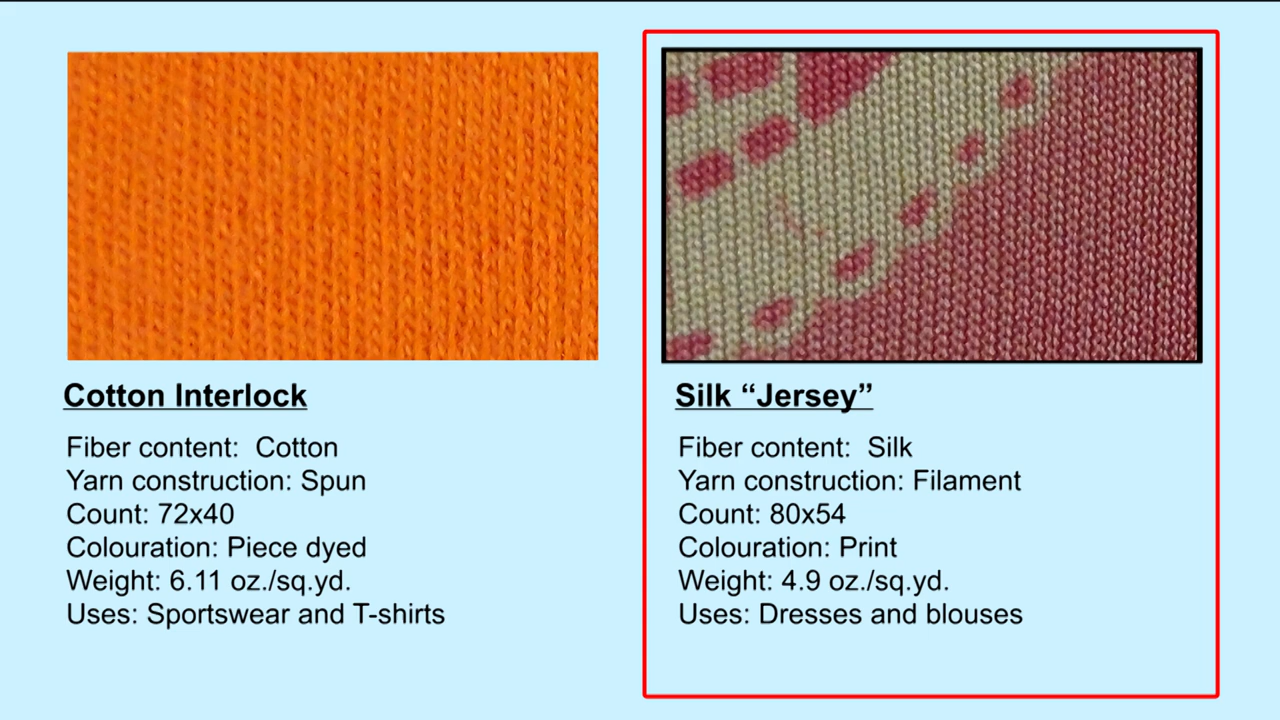 Cotton Interlock
Fiber content:  Cotton
Yarn construction: Spun
Count: 72x40
Colouration: Piece dyed
Weight: 6.11 oz./sq.yd.
Uses: Sportswear and T-shirts
Silk “Jersey”
Fiber content:  Silk
Yarn construction: Filament
Count: 80x54
Colouration: Print
Weight: 4.9 oz./sq.yd.
Uses: Dresses and blouses